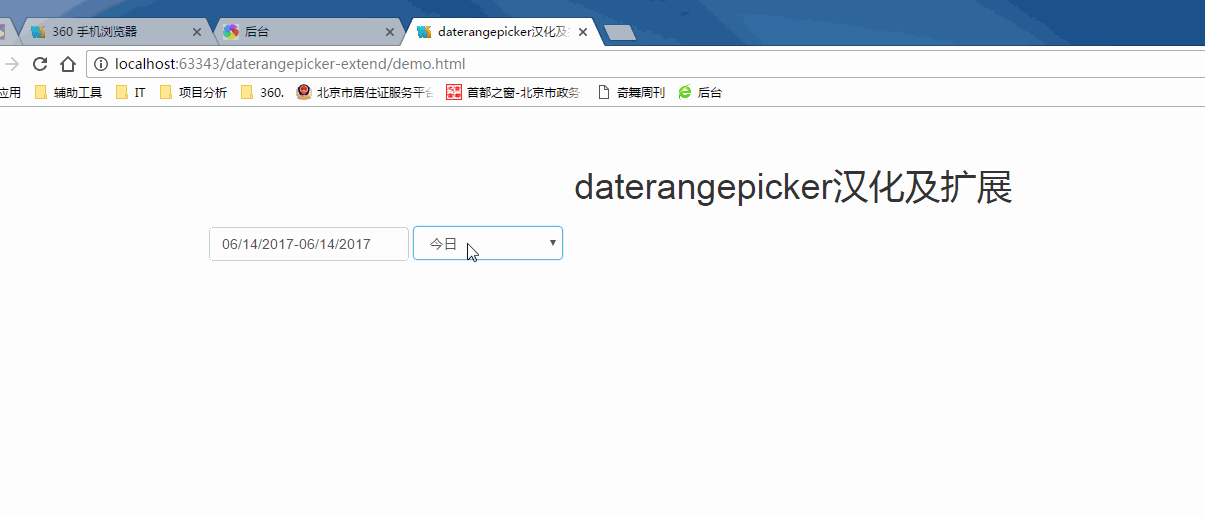 360 手机浏览器
后台
daterangepicker汉化及
localhost:63343/daterangepicker-extend/demo.html
应用 辅助工具 IT 项目分析 360. 北京市居住证服务平台 首都之窗-北京市政务 奇舞周刊 后台
daterangepicker汉化及扩展
06/14/2017-06/14/2017 今日